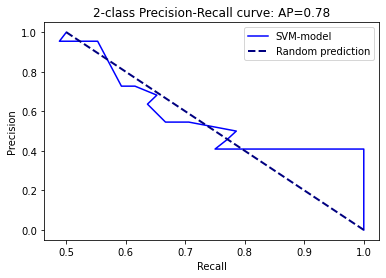 2-class Precision-Recall curve: AP=0.78
SVM-model
Random prediction
1.0
0.8
0.6
0.4
0.2
0.0
Precision
0.5
0.6
0.7
0.8
0.9
1.0
Recall